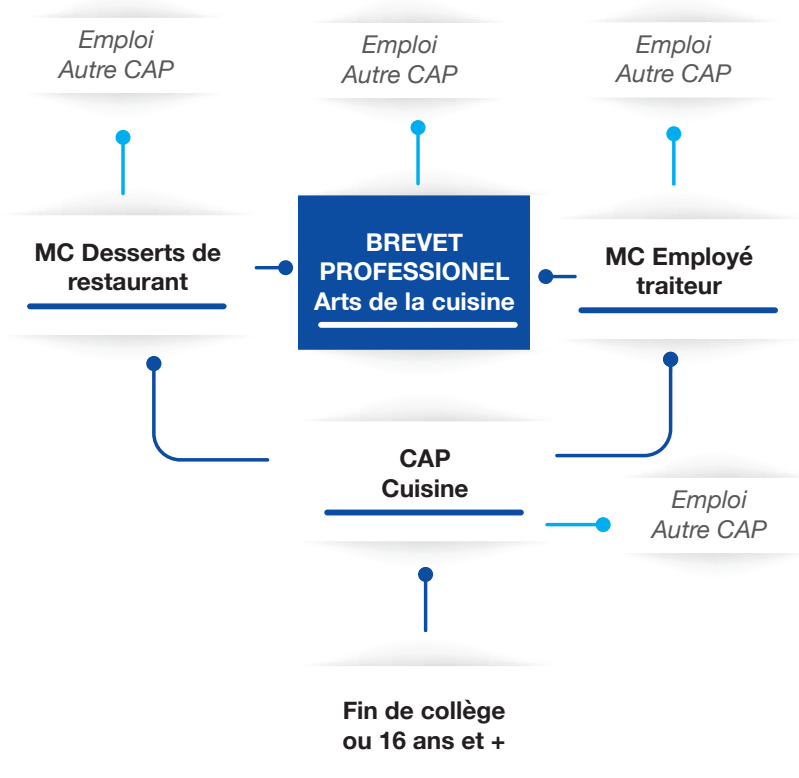 Emploi
Autre CAP
Emploi
Autre CAP
Emploi
Autre CAP
MC Desserts de
restaurant
BREVET
PROFESSIONEL
Arts de la cuisine
MC Employé
traiteur
CAP
Cuisine
Emploi
Autre CAP
Fin de collège
ou 16 ans et +